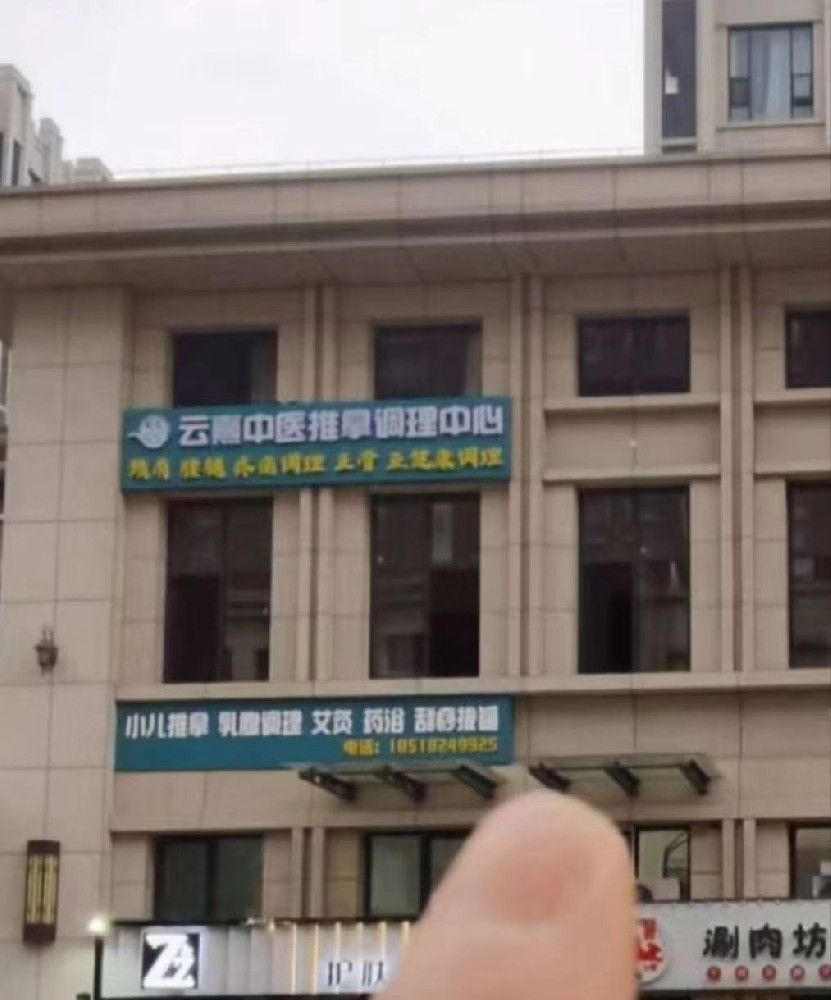 云熹中医推拿调理中心
颈肩 腰腿 疼痛调理 正骨 亚健康调理
小儿推拿 乳腺调理 艾灸 药浴 刮痧拔罐
电话: 18518249925
护肤
涮肉坊